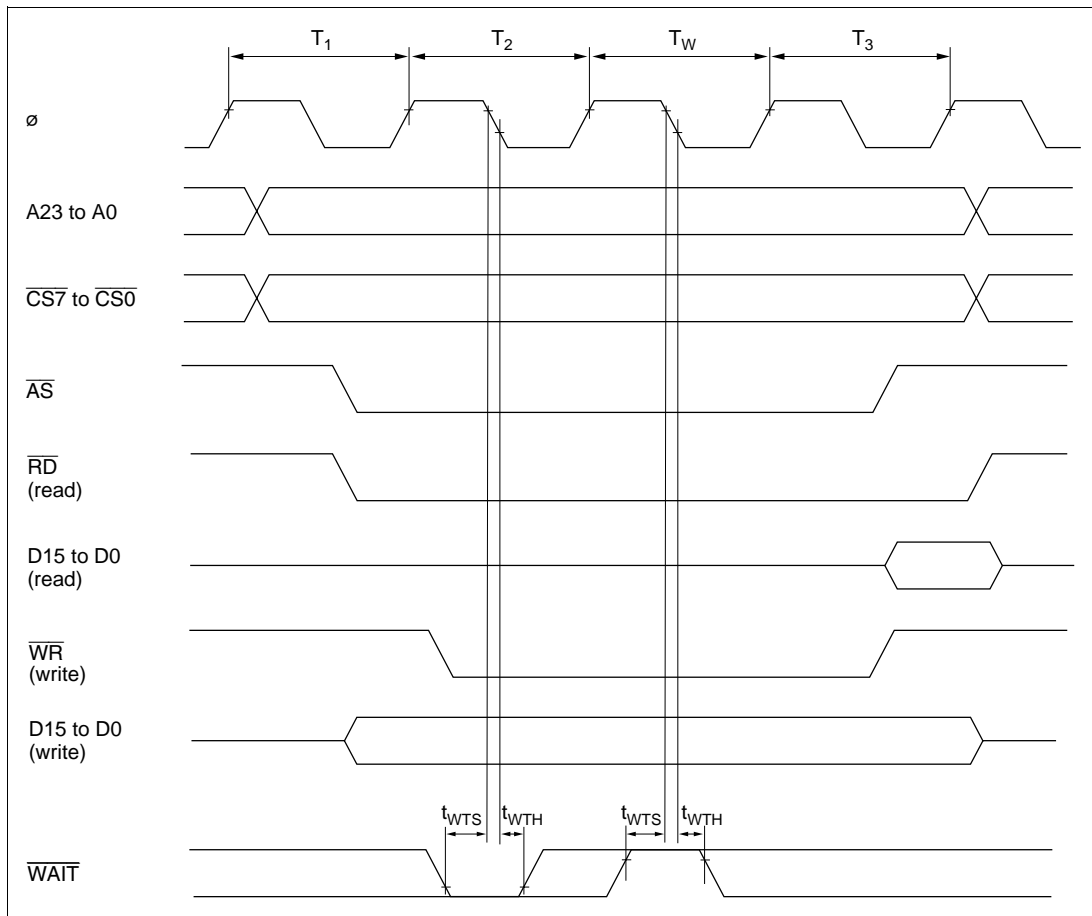 T1 T2 TW T3
ø
A23 to A0
CS7 to CS0
AS
RD
(read)
D15 to D0
(read)
WR
(write)
D15 to D0
(write)
tWTS tWTH tWTS tWTH
WAIT